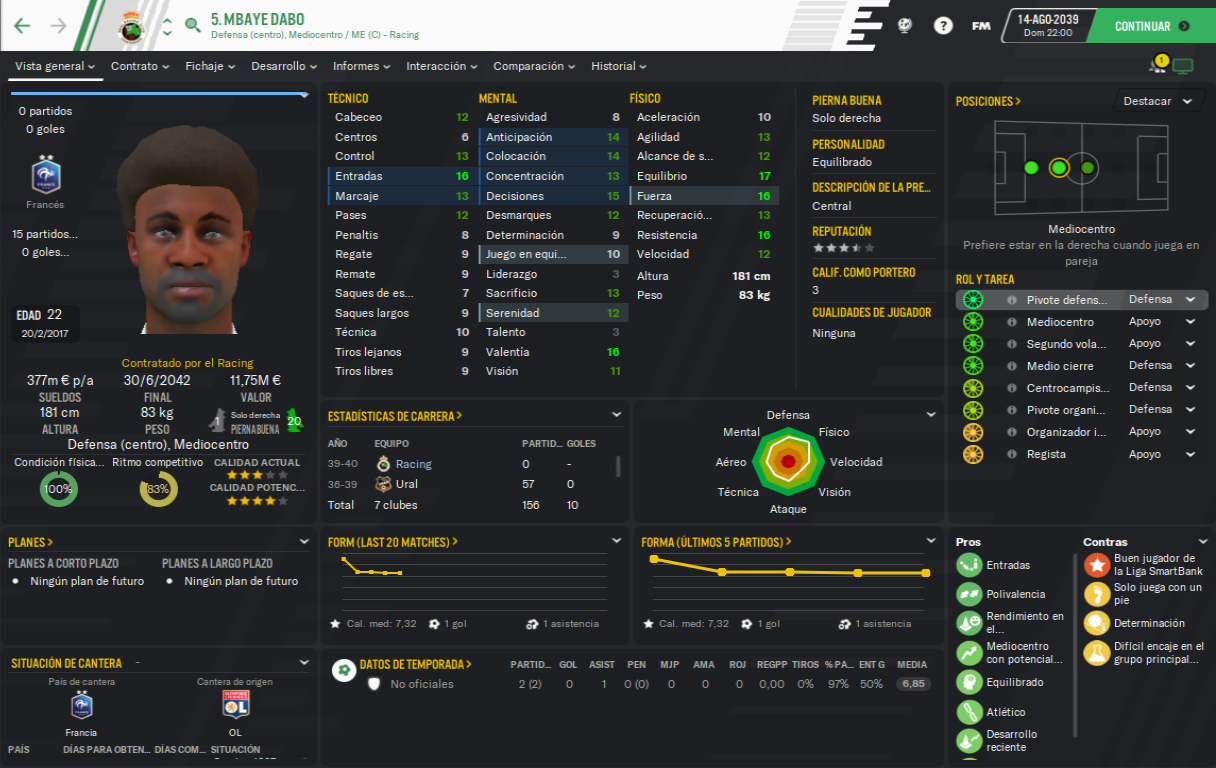 5. MBAYE DABO
Defensa (centro), Mediocentro / ME (C) - Racing
?
FM
14-AGO-2039
Dom 22:00
CONTINUAR
Vista general
Contrato
Fichaje
Desarrollo
Informes
Interacción
Comparación
Historial
1
0 partidos
0 goles
Francés
15 partidos...
0 goles...
EDAD 22
20/2/2017
Contratado por el Racing
377m € p/a
30/6/2042
11,75M €
SUELDOS
FINAL
VALOR
181 cm
83 kg
1
Solo derecha
20
ALTURA
PESO
PIERNA BUENA
Defensa (centro), Mediocentro
Condición física...
Ritmo competitivo
CALIDAD ACTUAL
100%
83%
CALIDAD POTENC...
TÉCNICO
Cabeceo 12
Centros 6
Control 13
Entradas 16
Marcaje 13
Pases 12
Penaltis 8
Regate 9
Remate 9
Saques de es... 7
Saques largos 9
Técnica 10
Tiros lejanos 9
Tiros libres 9
MENTAL
Agresividad 8
Anticipación 14
Colocación 14
Concentración 13
Decisiones 15
Desmarques 12
Determinación 9
Juego en equi... 10
Liderazgo 3
Sacrificio 13
Serenidad 12
Talento 3
Valentía 16
Visión 11
FÍSICO
Aceleración 10
Agilidad 13
Alcance de s... 12
Equilibrio 17
Fuerza 16
Recuperació... 13
Resistencia 16
Velocidad 12
Altura 181 cm
Peso 83 kg
PIERNA BUENA
Solo derecha
PERSONALIDAD
Equilibrado
DESCRIPCIÓN DE LA PRE...
Central
REPUTACIÓN
CALIF. COMO PORTERO
3
CUALIDADES DE JUGADOR
Ninguna
POSICIONES >
Destacar
Mediocentro
Prefiere estar en la derecha cuando juega en
pareja
ROL Y TAREA
Pivote defens... Defensa
Mediocentro Apoyo
Segundo vola... Apoyo
Medio cierre Defensa
Centrocampis... Defensa
Pivote organi... Defensa
Organizador i... Apoyo
Regista Apoyo
ESTADÍSTICAS DE CARRERA >
AÑO EQUIPO PARTID... GOLES
39-40 Racing 0 -
36-39 Ural 57 0
Total 7 clubes 156 10
Defensa
Mental
Físico
Aéreo
Velocidad
Técnica
Visión
Ataque
PLANES >
PLANES A CORTO PLAZO
PLANES A LARGO PLAZO
Ningún plan de futuro
Ningún plan de futuro
FORM (LAST 20 MATCHES) >
Cal. med: 7,32
1 gol
1 asistencia
FORMA (ÚLTIMOS 5 PARTIDOS) >
Cal. med: 7,32
1 gol
1 asistencia
Pros
Entradas
Polivalencia
Rendimiento en
el...
Mediocentro
con potencial...
Equilibrado
Atlético
Desarrollo
reciente
Contras
Buen jugador de
la Liga SmartBank
Solo juega con un
pie
Determinación
Difícil encaje en el
grupo principal...
SITUACIÓN DE CANTERA -
País de cantera
Cantera de origen
OL
Francia
OL
PAÍS DÍAS PARA OBTEN... DÍAS COM... SITUACIÓN
DATOS DE TEMPORADA >
PARTID... GOL ASIST PEN MJP AMA ROJ REGPP TIROS % PA... ENT G MEDIA
No oficiales 2 (2) 0 1 0 (0) 0 0 0 0,00 0% 97% 50% 6,85